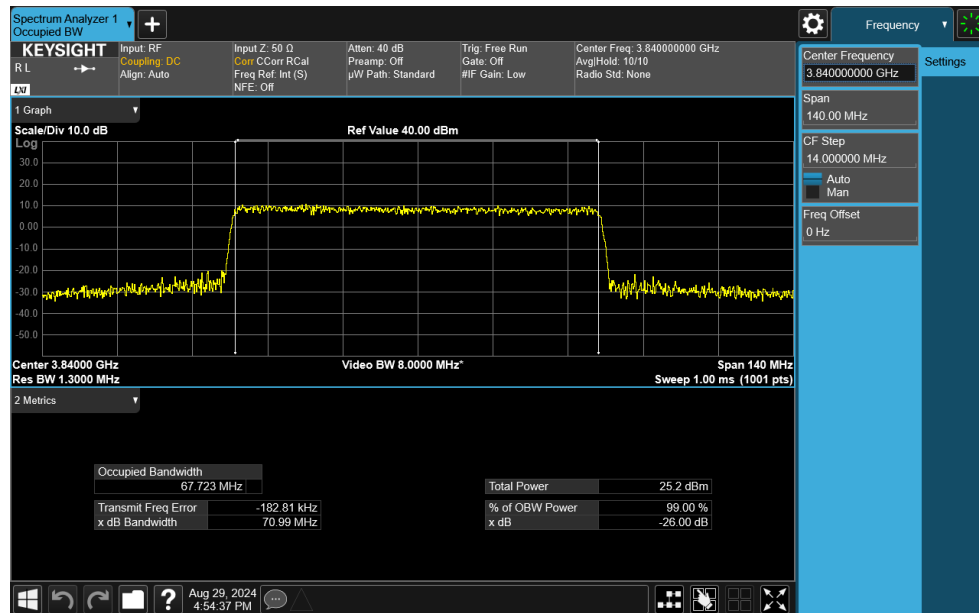 Spectrum Analyzer 1
Occupied BW
Frequency
KEYSIGHT
R L
LXI
Input: RF
Coupling: DC
Align: Auto
Input Z: 50 Ω
Corr CCorr RCal
Freq Ref: Int (S)
NFE: Off
Atten: 40 dB
Preamp: Off
µW Path: Standard
Trig: Free Run
Gate: Off
#IF Gain: Low
Center Freq: 3.840000000 GHz
Avg|Hold: 10/10
Radio Std: None
Center Frequency
3.840000000 GHz
Settings
Span
140.00 MHz
CF Step
14.000000 MHz
Auto
Man
Freq Offset
0 Hz
1 Graph
Scale/Div 10.0 dB
Ref Value 40.00 dBm
Log
30.0
20.0
10.0
0.00
-10.0
-20.0
-30.0
-40.0
-50.0
Center 3.84000 GHz
Video BW 8.0000 MHz*
Span 140 MHz
Res BW 1.3000 MHz
Sweep 1.00 ms (1001 pts)
2 Metrics
Occupied Bandwidth
67.723 MHz
Total Power 25.2 dBm
Transmit Freq Error -182.81 kHz
% of OBW Power 99.00 %
x dB Bandwidth 70.99 MHz
x dB -26.00 dB
?
Aug 29, 2024
4:54:37 PM